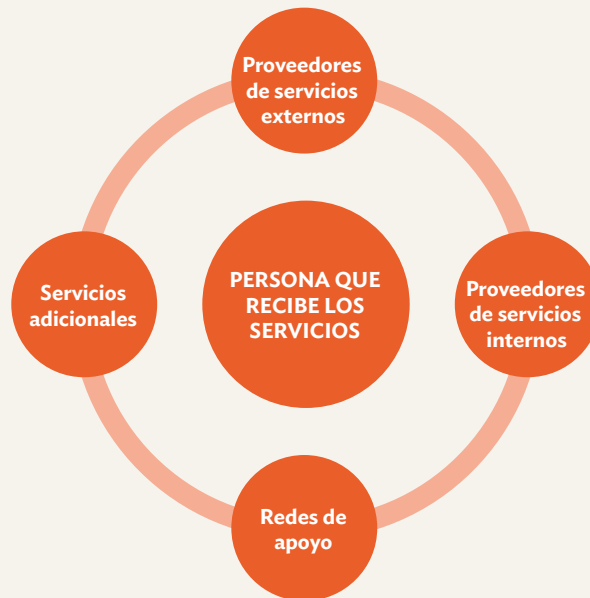 Proveedores
de servicios
externos
Servicios
adicionales
PERSONA QUE
RECIBE LOS
SERVICIOS
Proveedores
de servicios
internos
Redes de
apoyo